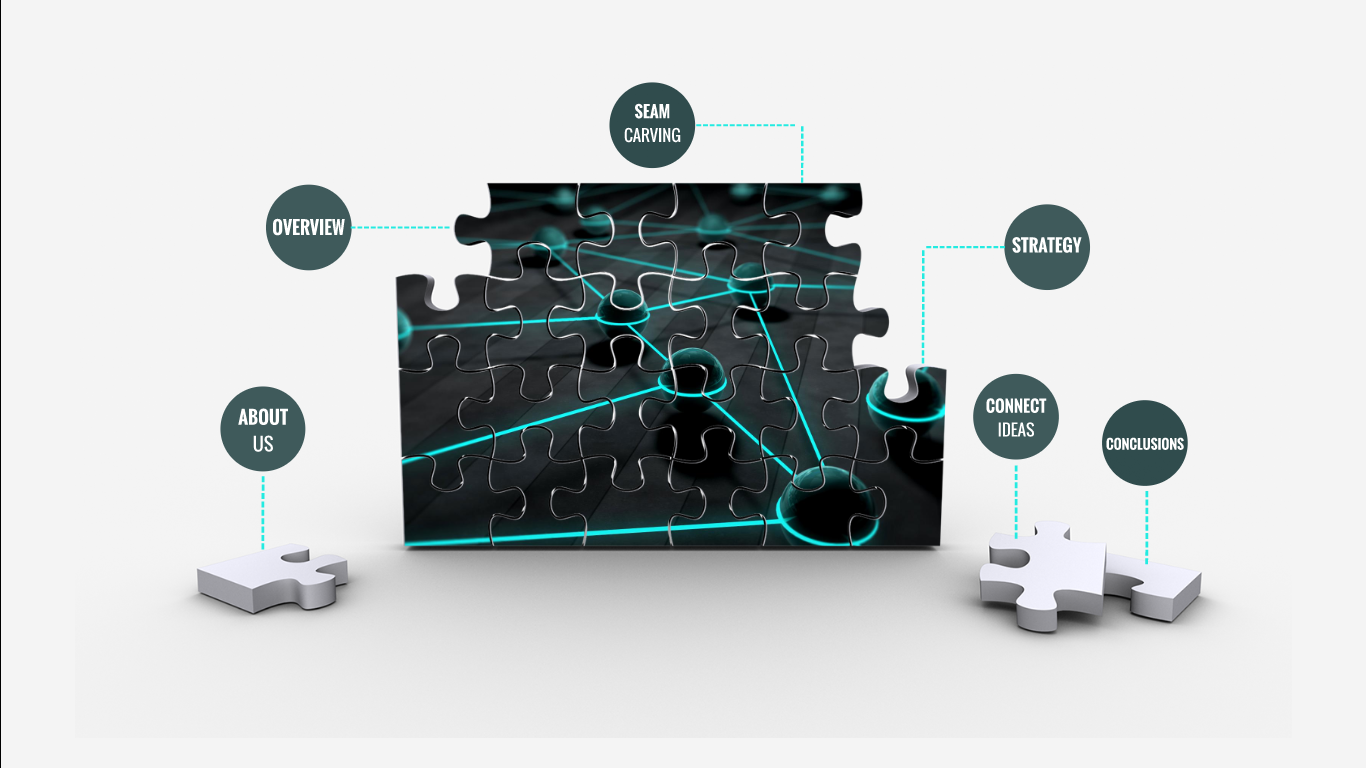 SEAM
CARVING
OVERVIEW
STRATEGY
ABOUT
US
CONNECT
IDEAS
CONCLUSIONS